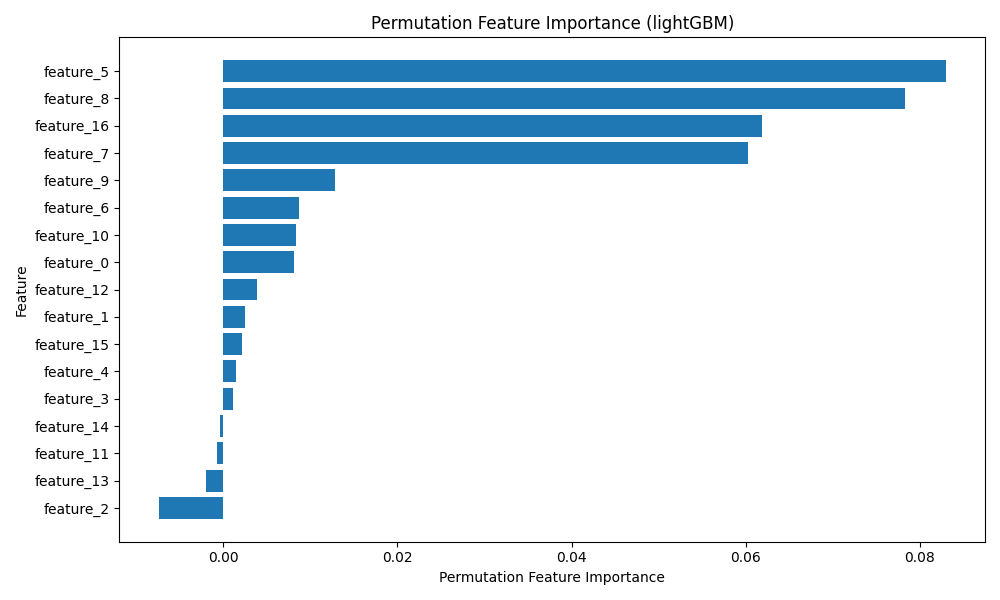 Permutation Feature Importance (lightGBM)
feature_5
feature_8
feature_16
feature_7
feature_9
feature_6
feature_10
feature_0
feature_12
feature_1
feature_15
feature_4
feature_3
feature_14
feature_11
feature_13
feature_2
Feature
0.00 0.02 0.04 0.06 0.08
Permutation Feature Importance